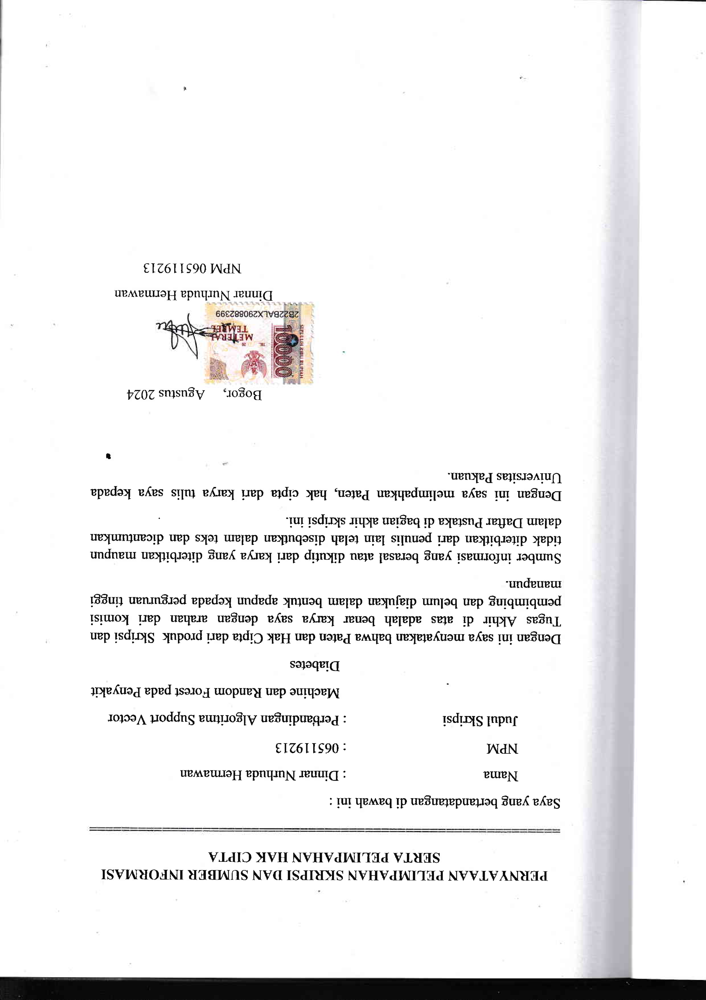 PERNYATAAN PELIMPAHAN SKRIPSI DAN SUMBER INFORMASI
SERTA PELIMPAHAN HAK CIPTA
Saya yang bertandatangan di bawah ini :
Nama : Dinnar Nurhuda Hermawan
NPM : 065119213
Judul Skripsi : Perbandingan Algoritma Support Vector
Machine dan Random Forest pada Penyakit
Diabetes
Dengan ini saya menyatakan bahwa Paten dan Hak Cipta dari produk Skripsi dan
Tugas Akhir di atas adalah benar karya saya dengan arahan dari komisi
pembimbing dan belum diajukan dalam bentuk apapun kepada perguruan tinggi
manapun.
Sumber informasi yang berasal atau dikutip dari karya yang diterbitkan maupun
tidak diterbitkan dari penulis lain telah disebutkan dalam teks dan dicantumkan
dalam Daftar Pustaka di bagian akhir skripsi ini.
Dengan ini saya melimpahkan Paten, hak cipta dari karya tulis saya kepada
Universitas Pakuan.
Bogor, Agustus 2024
SEPULUH RIBU RUPIAH
10000
TGL. 20
METERAI
TEMPEL
2B22BALX290882399
Dinnar Nurhuda Hermawan
NPM 065119213